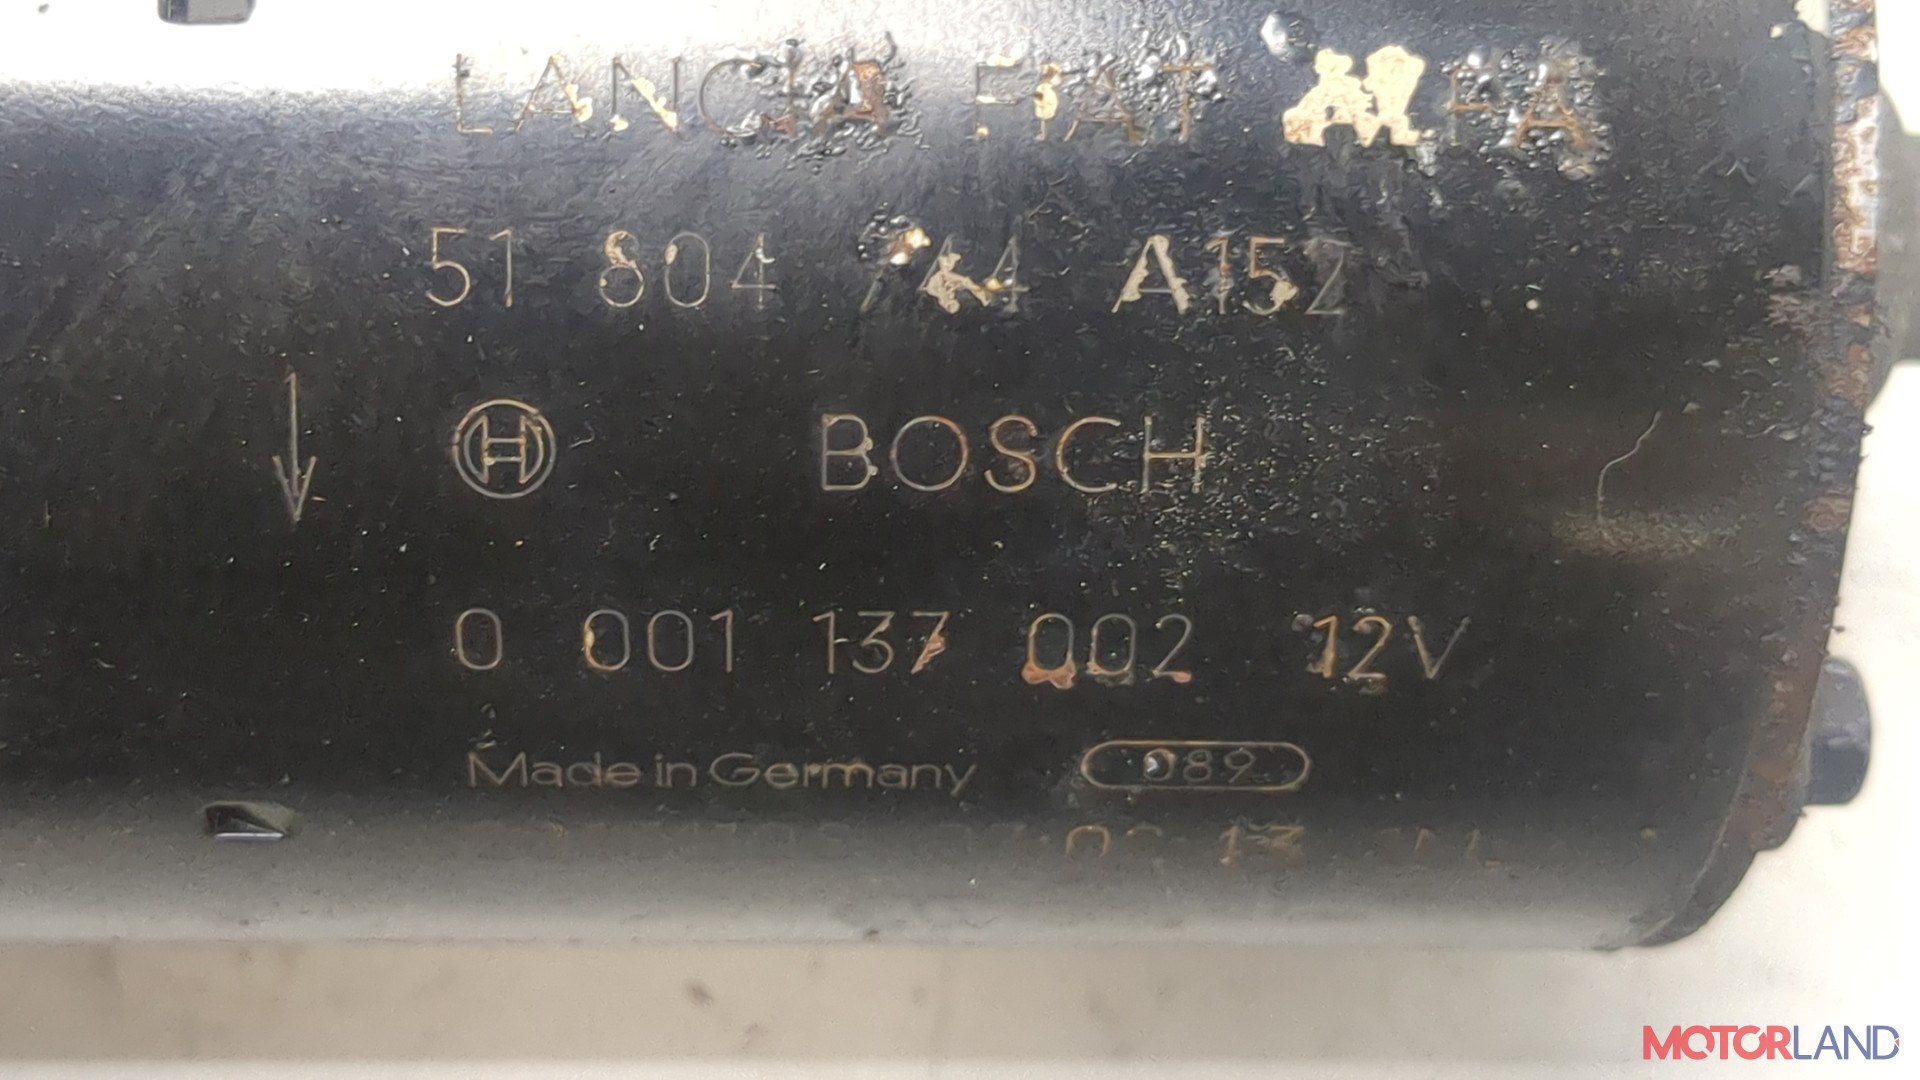 LANCIA FIAT ALFA
51 804 744 A152
BOSCH
0 001 137 002 12V
Made in Germany 089
MOTORLAND